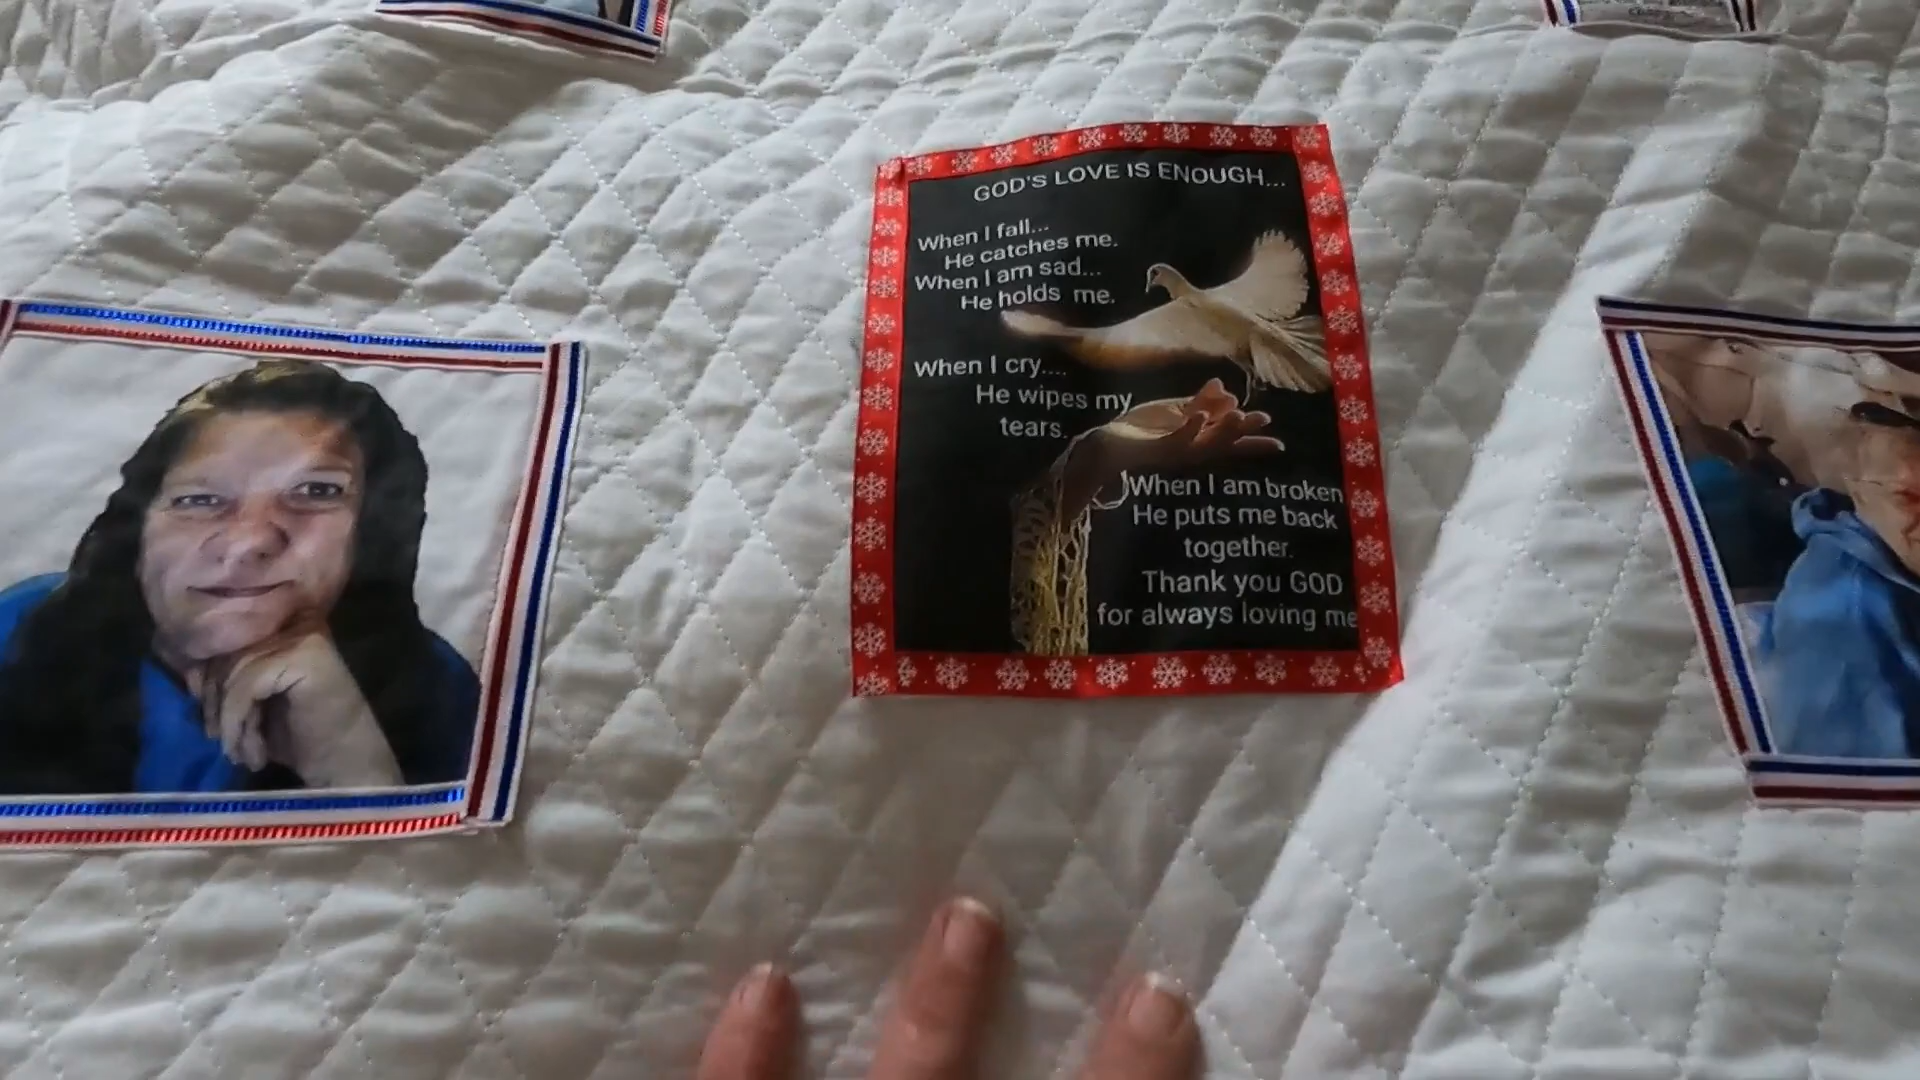 GOD'S LOVE IS ENOUGH...
When I fall...
He catches me.
When I am sad...
He holds me.
When I cry....
He wipes my
tears.
When I am broken
He puts me back
together.
Thank you GOD
for always loving me